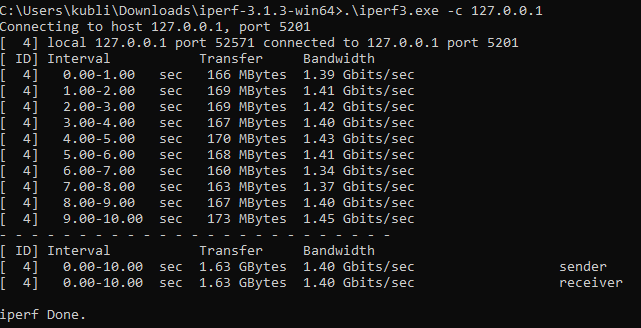 C:\Users\kubli\Downloads\iperf-3.1.3-win64>.\iperf3.exe -c 127.0.0.1
Connecting to host 127.0.0.1, port 5201
[  4] local 127.0.0.1 port 52571 connected to 127.0.0.1 port 5201
[ ID] Interval           Transfer     Bandwidth
[  4]   0.00-1.00   sec   166 MBytes  1.39 Gbits/sec
[  4]   1.00-2.00   sec   169 MBytes  1.41 Gbits/sec
[  4]   2.00-3.00   sec   169 MBytes  1.42 Gbits/sec
[  4]   3.00-4.00   sec   167 MBytes  1.40 Gbits/sec
[  4]   4.00-5.00   sec   170 MBytes  1.43 Gbits/sec
[  4]   5.00-6.00   sec   168 MBytes  1.41 Gbits/sec
[  4]   6.00-7.00   sec   160 MBytes  1.34 Gbits/sec
[  4]   7.00-8.00   sec   163 MBytes  1.37 Gbits/sec
[  4]   8.00-9.00   sec   167 MBytes  1.40 Gbits/sec
[  4]   9.00-10.00  sec   173 MBytes  1.45 Gbits/sec
- - - - - - - - - - - - - - - - - - - - - - - - -
[ ID] Interval           Transfer     Bandwidth
[  4]   0.00-10.00  sec  1.63 GBytes  1.40 Gbits/sec                  sender
[  4]   0.00-10.00  sec  1.63 GBytes  1.40 Gbits/sec                  receiver
iperf Done.